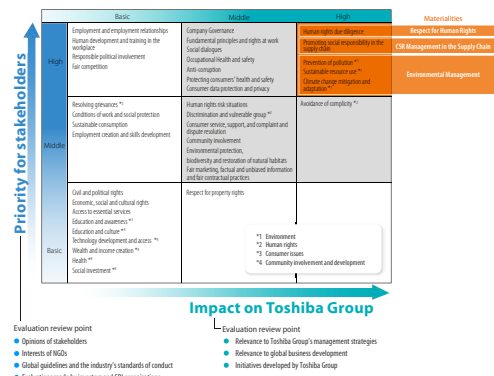 Basic
Middle
High
Materialities
Priority for stakeholders
High
Employment and employment relationships
Human development and training in the
workplace
Responsible political involvement
Fair competition
Company Governance
Fundamental principles and rights at work
Social dialogues
Occupational Health and safety
Anti-corruption
Protecting consumers' health and safety
Consumer data protection and privacy
Human rights due diligence
Promoting social responsibility in the
supply chain
Prevention of pollution *1
Sustainable resource use *1
Climate change mitigation and
adaptation *1
Respect for Human Rights
CSR Management in the Supply Chain
Environmental Management
Middle
Resolving grievances *2
Conditions of work and social protection
Sustainable consumption
Employment creation and skills development
Human rights risk situations
Discrimination and vulnerable group *2
Consumer service, support, and complaint and
dispute resolution
Community involvement
Environmental protection,
biodiversity and restoration of natural habitats
Fair marketing, factual and unbiased information
and fair contractual practices
Avoidance of complicity *2
Basic
Civil and political rights
Economic, social and cultural rights
Access to essential services
Education and awareness *3
Education and culture *4
Technology development and access *4
Wealth and income creation *4
Health *4
Social investment *4
Respect for property rights
*1 Environment
*2 Human rights
*3 Consumer issues
*4 Community involvement and development
Impact on Toshiba Group
Evaluation review point
Opinions of stakeholders
Interests of NGOs
Global guidelines and the industry's standards of conduct
Evaluation review point
Relevance to Toshiba Group's management strategies
Relevance to global business development
Initiatives developed by Toshiba Group